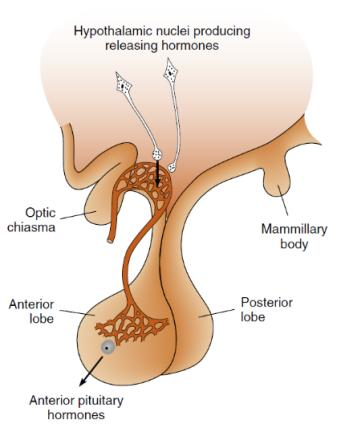 Hypothalamic nuclei producing
releasing hormones
Optic
chiasma
Mammillary
body
Anterior
lobe
Posterior
lobe
Anterior pituitary
hormones